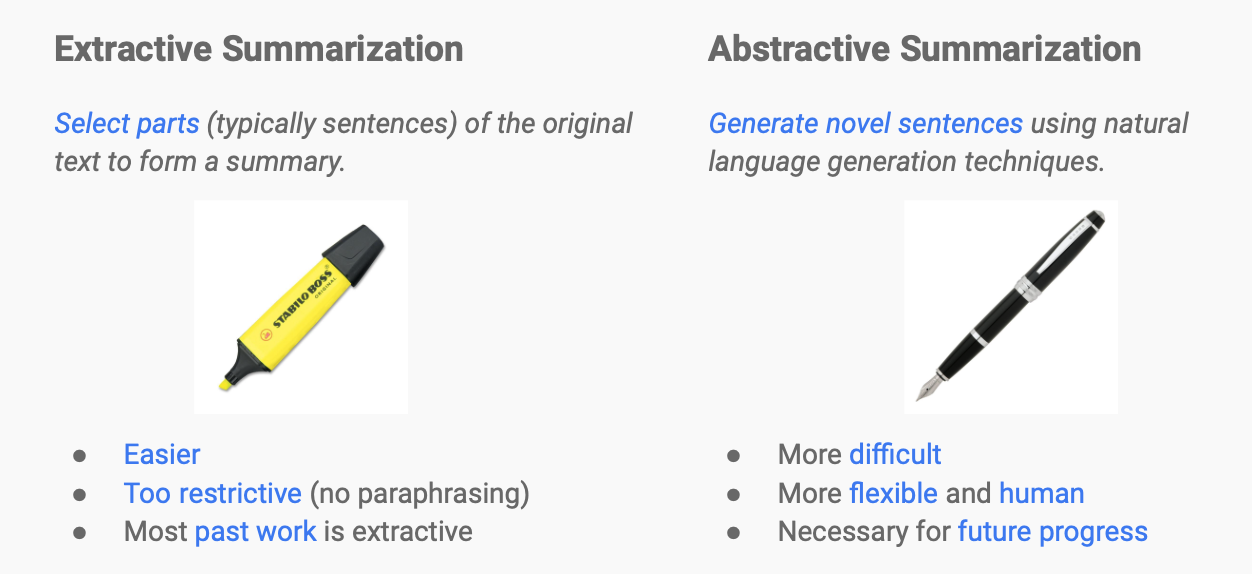 Extractive Summarization
Select parts (typically sentences) of the original
text to form a summary.
STABILO BOSS
ORIGINAL
● Easier
● Too restrictive (no paraphrasing)
● Most past work is extractive
Abstractive Summarization
Generate novel sentences using natural
language generation techniques.
● More difficult
● More flexible and human
● Necessary for future progress